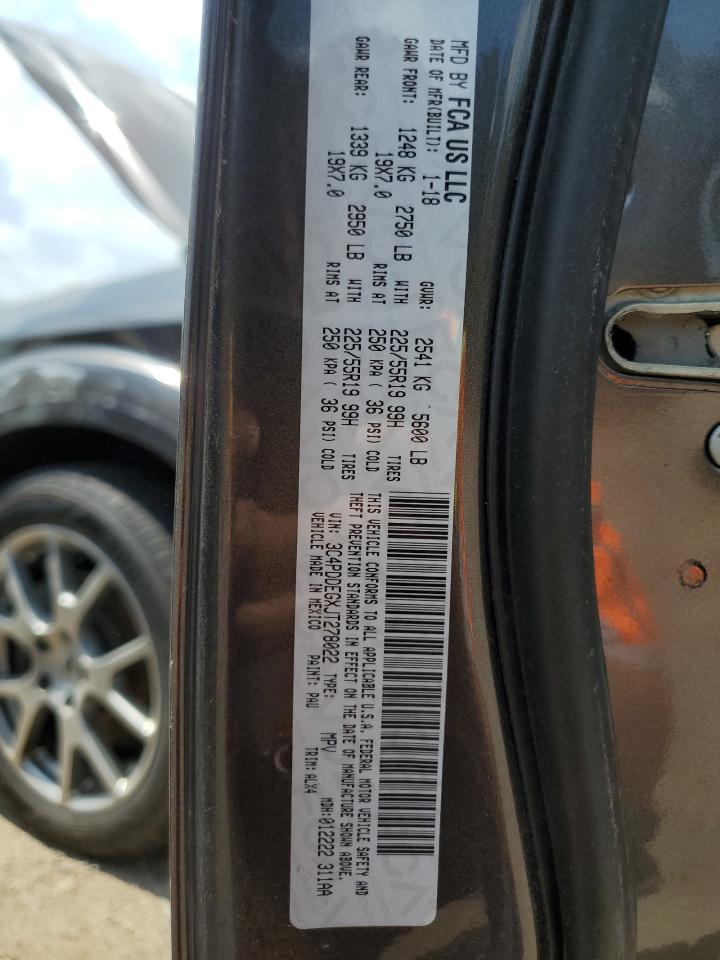 MFD BY FCA US LLC
DATE OF MFR(BUILT): 1-18 GVWR: 2541 KG 5600 LB
GAWR FRONT: 1248 KG 2750 LB WITH 225/55R19 99H TIRES
19X7.0 RIMS AT 250 KPA ( 36 PSI) COLD
GAWR REAR: 1339 KG 2950 LB WITH 225/55R19 99H TIRES
19X7.0 RIMS AT 250 KPA ( 36 PSI) COLD
THIS VEHICLE CONFORMS TO ALL APPLICABLE U.S.A. FEDERAL MOTOR VEHICLE SAFETY AND
THEFT PREVENTION STANDARDS IN EFFECT ON THE DATE OF MANUFACTURE SHOWN ABOVE.
VIN: 3C4PDDEGXJT278022 TYPE: MPV MDH:012222 311AA
VEHICLE MADE IN MEXICO PAINT: PAU TRIM: ALX4